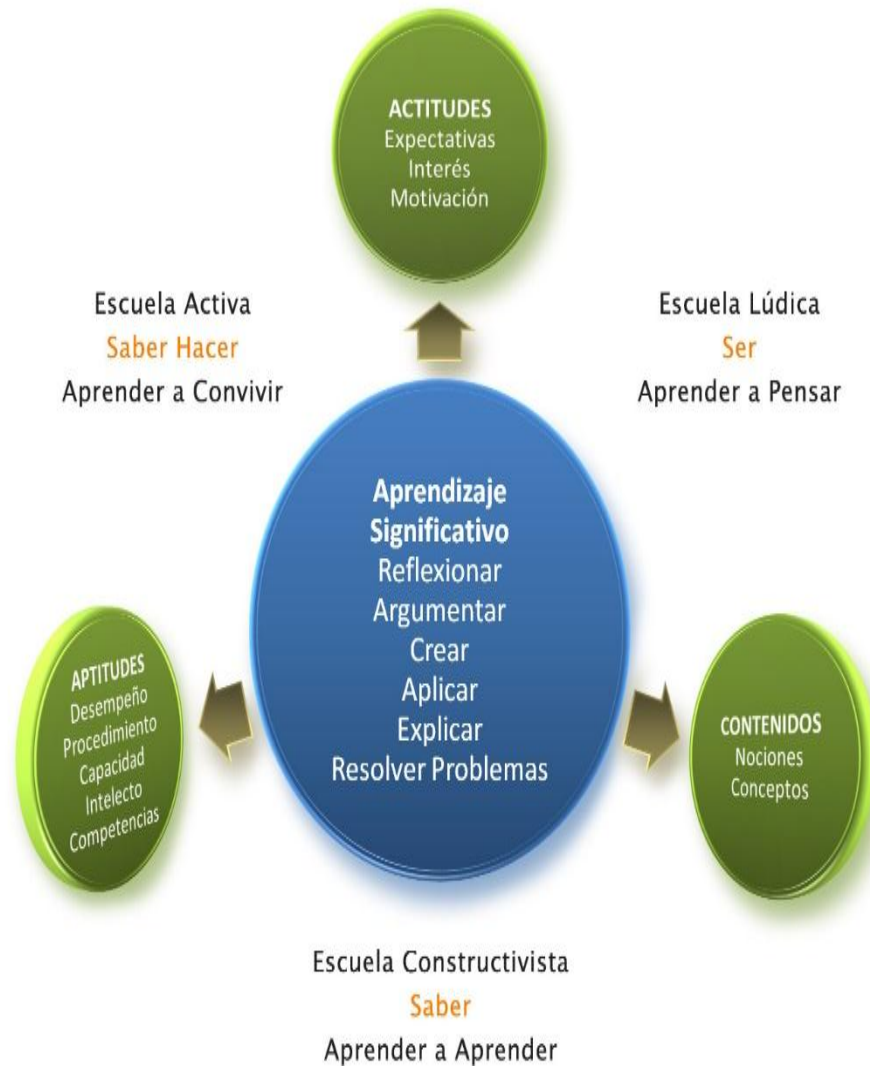 ACTITUDES
Expectativas
Interés
Motivación
Escuela Activa
Saber Hacer
Aprender a Convivir
Escuela Lúdica
Ser
Aprender a Pensar
Aprendizaje
Significativo
Reflexionar
Argumentar
Crear
Aplicar
Explicar
Resolver Problemas
APTITUDES
Desempeño
Procedimiento
Capacidad
Intelecto
Competencias
CONTENIDOS
Nociones
Conceptos
Escuela Constructivista
Saber
Aprender a Aprender